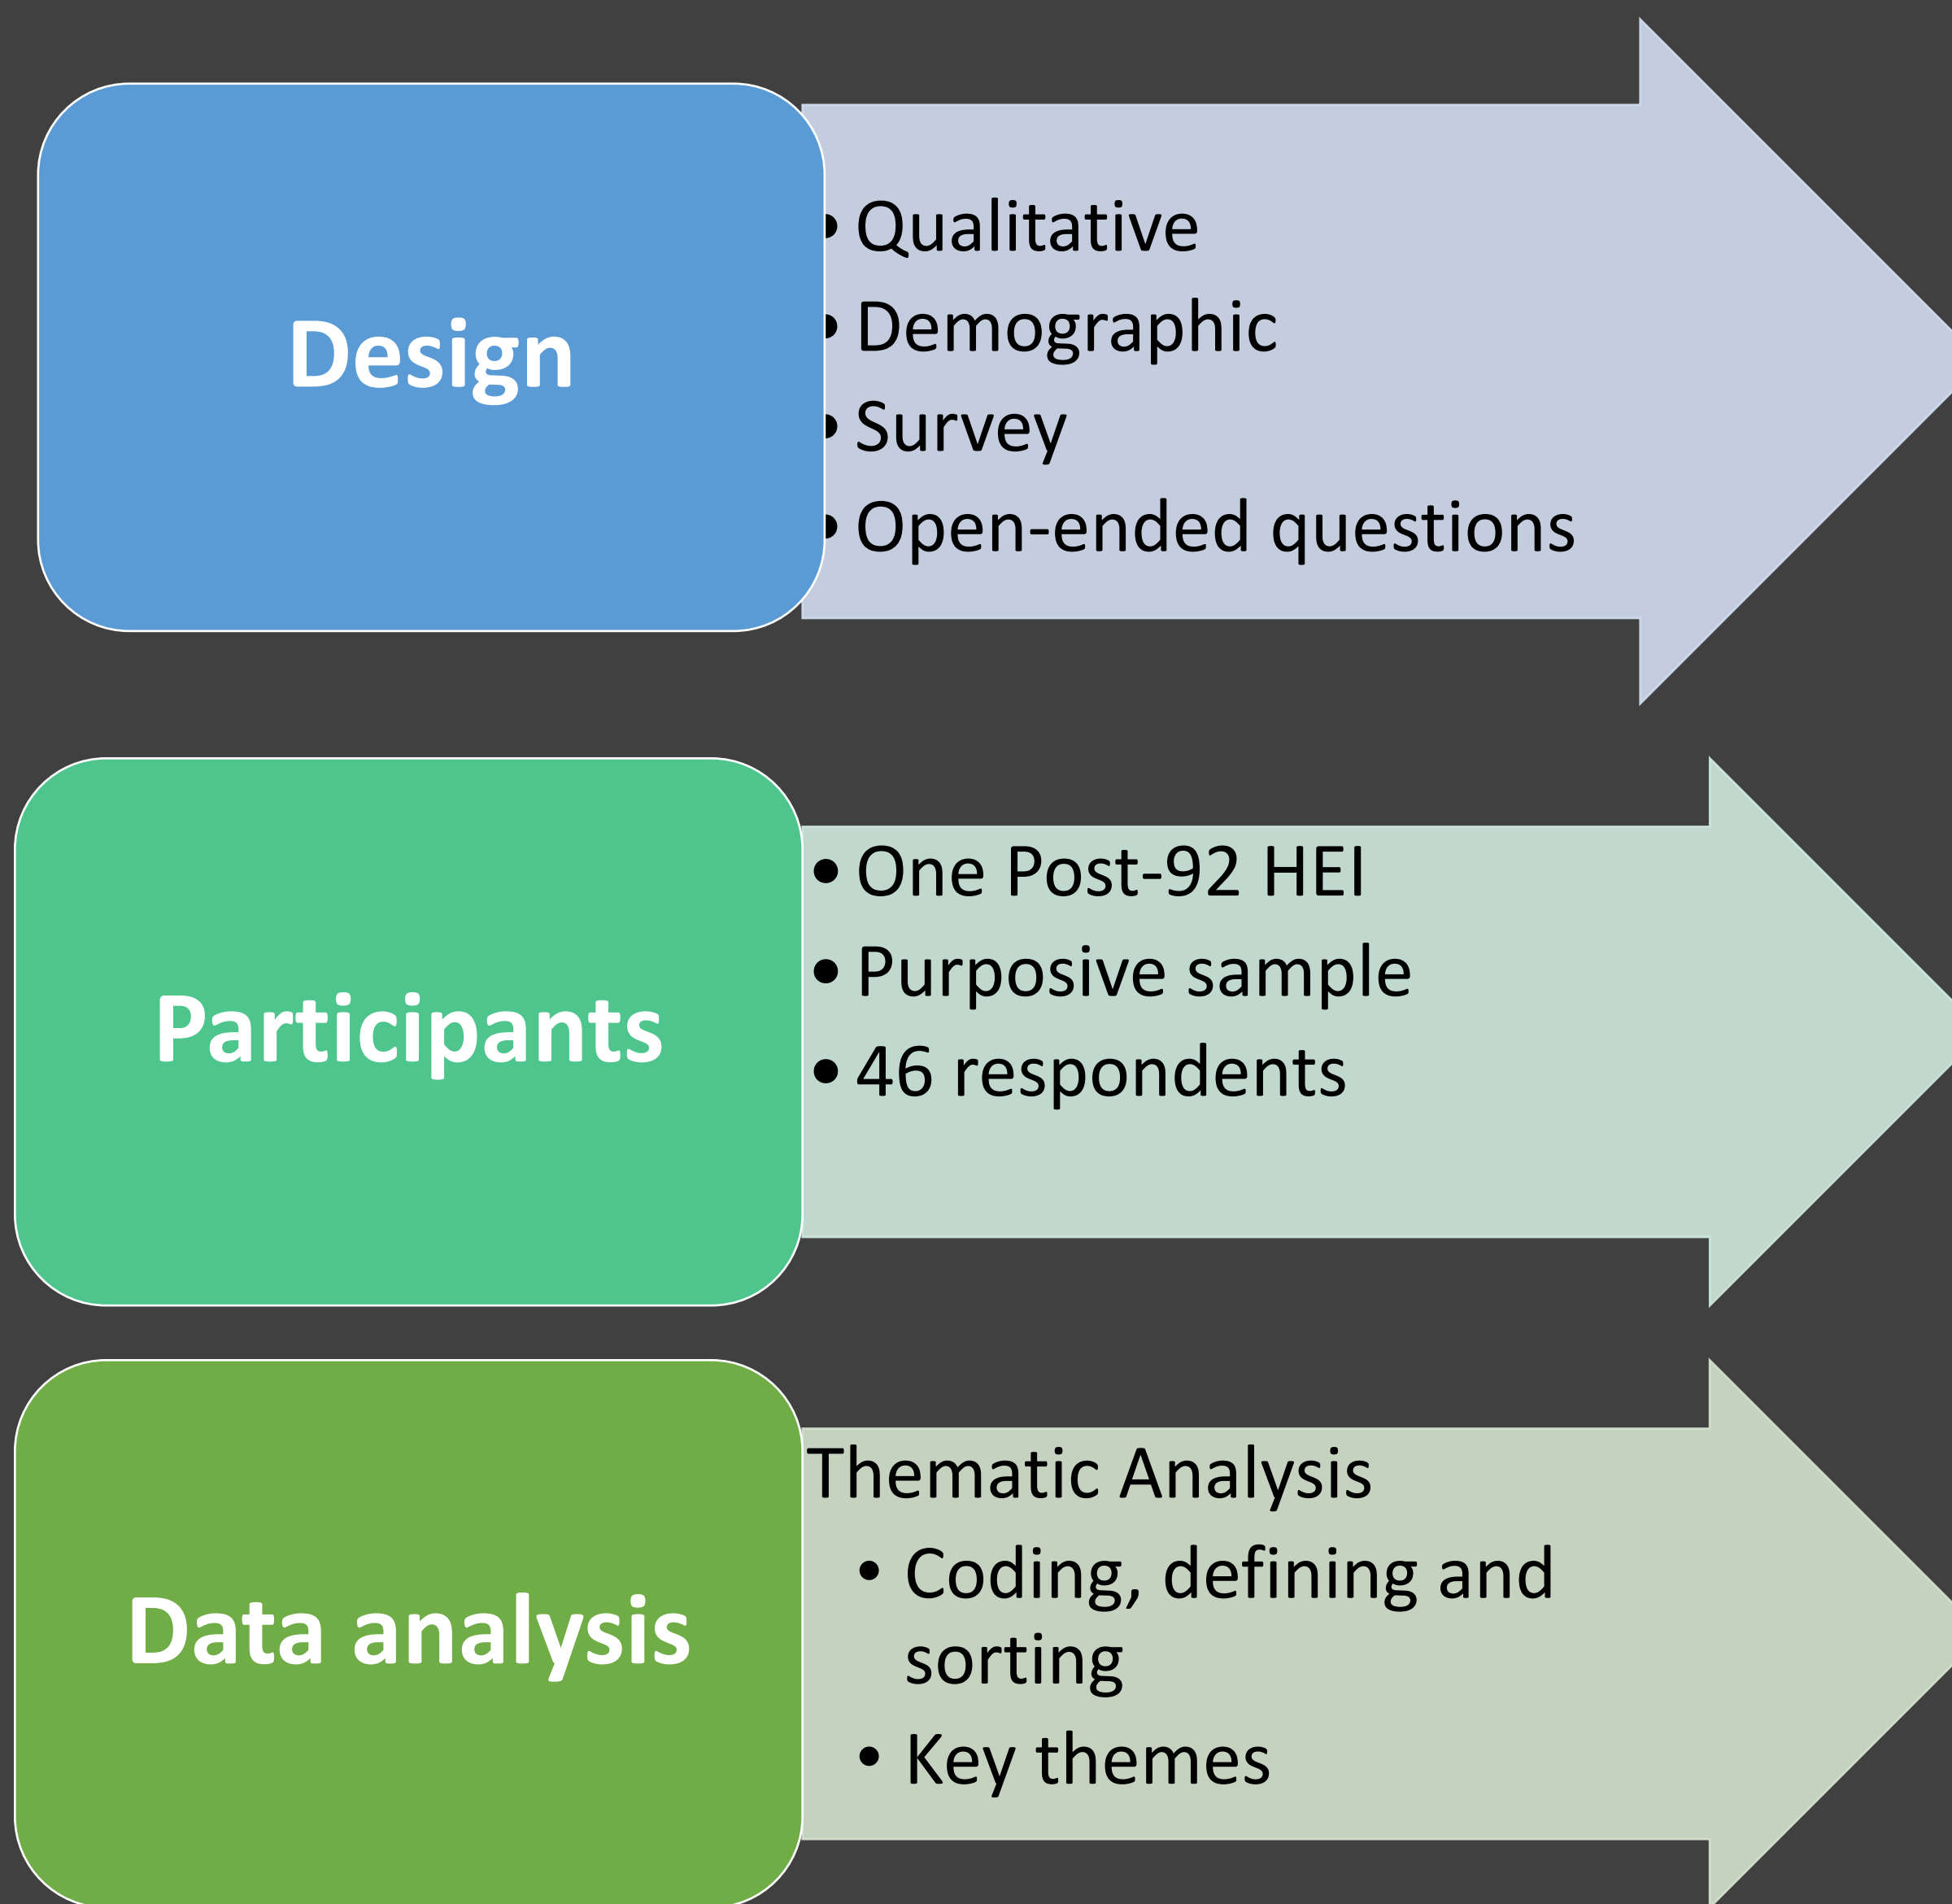 Design
• Qualitative
• Demographic
• Survey
• Open-ended questions
Participants
• One Post-92 HEI
• Purposive sample
• 46 respondents
Data analysis
Thematic Analysis
• Coding, defining and
sorting
• Key themes